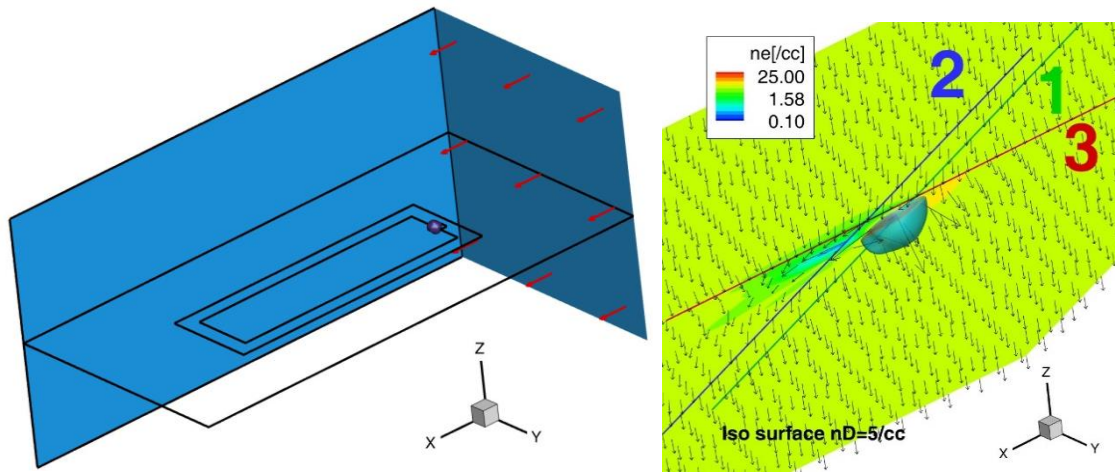 Z
X
Y
ne[/cc]
25.00
1.58
0.10
2
1
3
Iso surface nD=5/cc
Z
X
Y